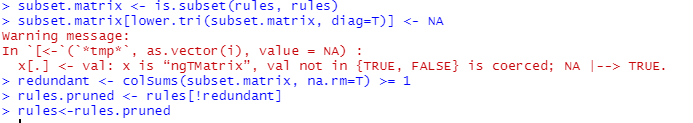 > subset.matrix <- is.subset(rules, rules)
> subset.matrix[lower.tri(subset.matrix, diag=T)] <- NA
Warning message:
In `[<-`(`*tmp*`, as.vector(i), value = NA) :
  x[.] <- val: x is “ngTMatrix”, val not in {TRUE, FALSE} is coerced; NA |--> TRUE.
> redundant <- colSums(subset.matrix, na.rm=T) >= 1
> rules.pruned <- rules[!redundant]
> rules<-rules.pruned